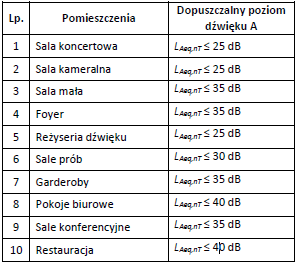 Lp. Pomieszczenia Dopuszczalny poziom
dźwięku A
1 Sala koncertowa LAeq,nT ≤ 25 dB
2 Sala kameralna LAeq,nT ≤ 25 dB
3 Sala mała LAeq,nT ≤ 35 dB
4 Foyer LAeq,nT ≤ 35 dB
5 Reżyseria dźwięku LAeq,nT ≤ 25 dB
6 Sale prób LAeq,nT ≤ 30 dB
7 Garderoby LAeq,nT ≤ 35 dB
8 Pokoje biurowe LAeq,nT ≤ 40 dB
9 Sale konferencyjne LAeq,nT ≤ 35 dB
10 Restauracja LAeq,nT ≤ 40 dB